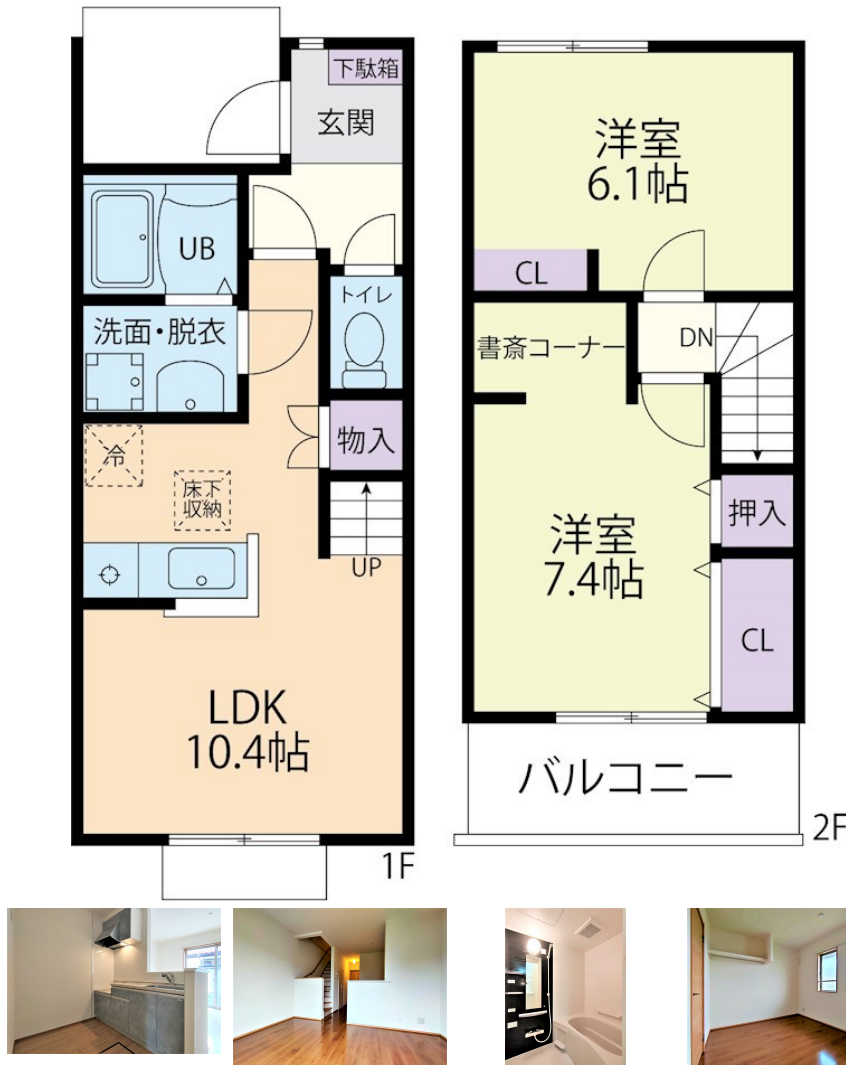 下駄箱
玄関
UB
トイレ
洗面・脱衣
物入
冷
床下
収納
UP
LDK
10.4帖
1F
洋室
6.1帖
CL
DN
書斎コーナー
押入
洋室
7.4帖
CL
バルコニー
2F